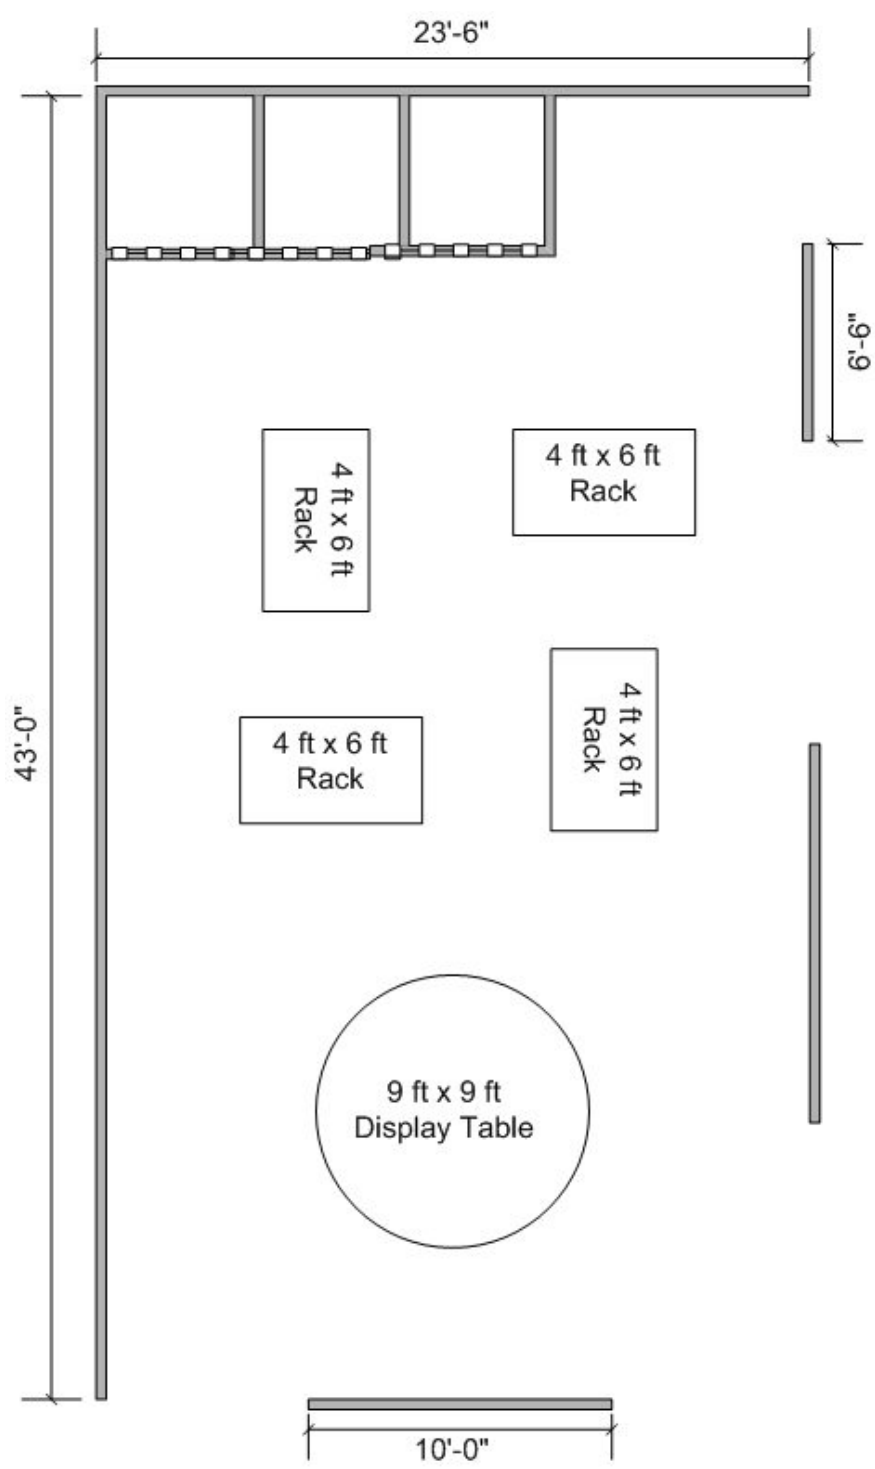 23'-6"
6'-6"
4 ft x 6 ft
Rack
4 ft x 6 ft
Rack
43'-0"
4 ft x 6 ft
Rack
4 ft x 6 ft
Rack
9 ft x 9 ft
Display Table
10'-0"